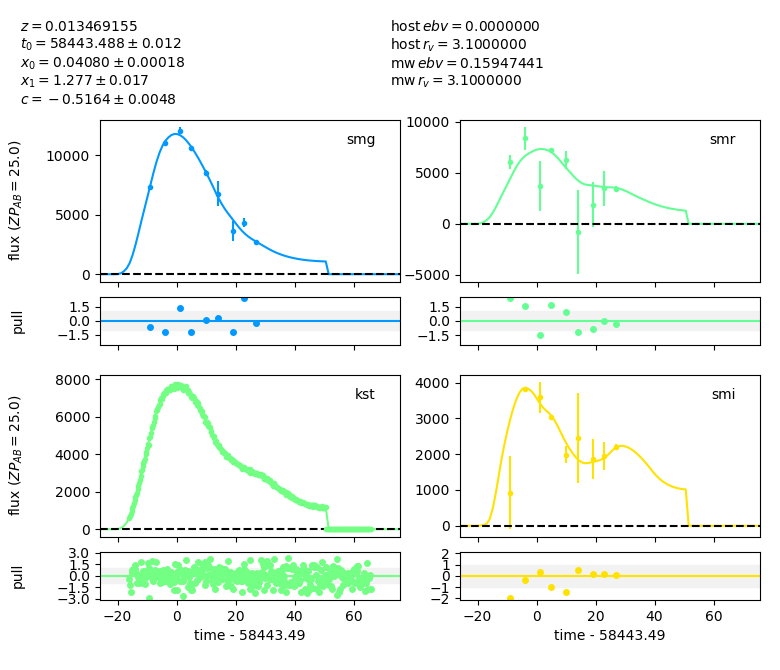 z = 0.013469155
t₀ = 58443.488 ± 0.012
x₀ = 0.04080 ± 0.00018
x₁ = 1.277 ± 0.017
c = −0.5164 ± 0.0048
host ebv = 0.0000000
host r_v = 3.1000000
mw ebv = 0.15947441
mw r_v = 3.1000000
flux (ZP_AB = 25.0)
10000
5000
0
smg
10000
5000
0
−5000
smr
pull
1.5
0.0
−1.5
1.5
0.0
−1.5
flux (ZP_AB = 25.0)
8000
6000
4000
2000
0
kst
4000
3000
2000
1000
0
smi
pull
3.0
1.5
0.0
−1.5
−3.0
2
1
0
−1
−2
−20 0 20 40 60
time - 58443.49
−20 0 20 40 60
time - 58443.49